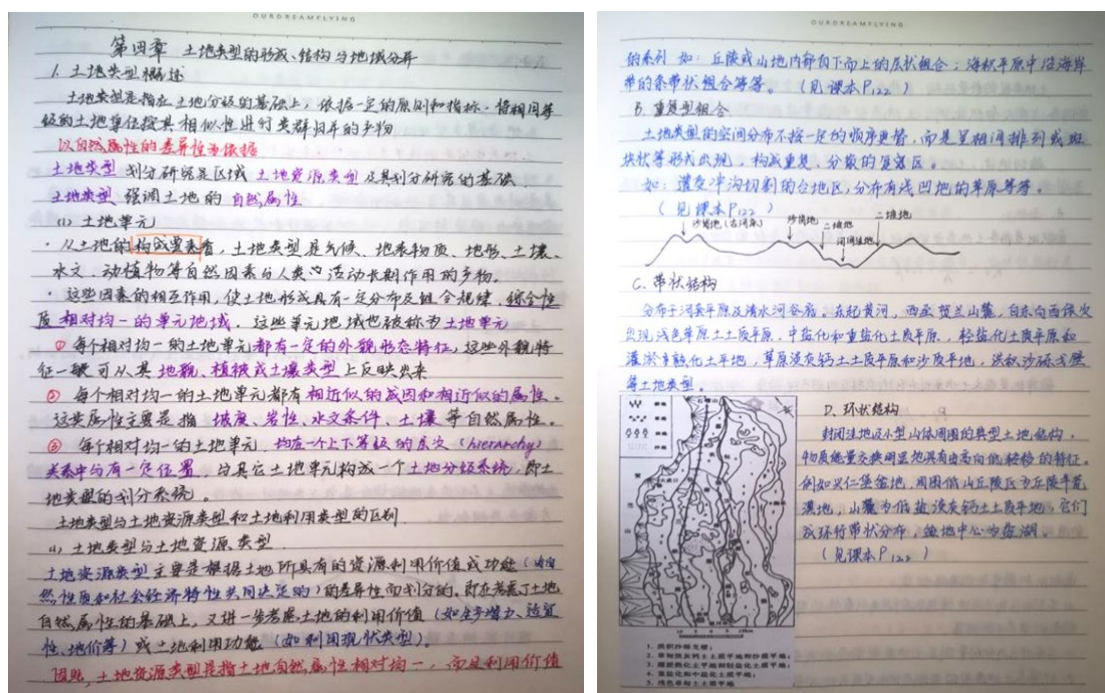 OURDREAMFLYING
第四章 土地类型的形成、结构与地域分异
1. 土地类型概述
土地类型是指在土地分级的基础上,依据一定的原则和指标,将相同等
级的土地单位按其相似性进行类群归并的产物
以自然属性的差异性为依据
土地类型 划分研究是区域 土地资源类型 及其划分研究的基础
土地类型 强调土地的 自然属性
(1) 土地单元
· 从土地的构成要素看,土地类型是气候、地表物质、地形、土壤、
水文、动植物等自然因素与人类活动长期作用的产物。
· 这些因素的相互作用,使土地形成具有一定分布及组合规律,综合性
质相对均一的单元地域。这些单元地域也被称为土地单元
① 每个相对均一的土地单元都有一定的外貌形态特征,这些外貌特
征一般可从其地貌、植被或土壤类型上反映出来
② 每个相对均一的土地单元都有相近似的成因和相近似的属性。
这类属性主要是指 坡度、岩性、水文条件、土壤等自然属性。
③ 每个相对均一的土地单元,均在一个上下等级的层次(hierarchy)
关系中占有一定位置,与其它土地单元构成一个土地分级系统,即土
地类型的划分系统。
土地类型与土地资源类型和土地利用类型的区别
(1) 土地类型与土地资源类型
土地资源类型主要是根据土地所具有的资源利用价值或功能(由自
然性质和社会经济特性共同决定的)的差异性而划分的。即在考虑了土地
自然属性的基础上,又进一步考虑土地的利用价值(如生产潜力、适宜
性、地价等)或土地利用功能(如利用现状类型)。
因此,土地资源类型是指土地自然属性相对均一,而且利用价值
OURDREAMFLYING
的系列 如:丘陵或山地内部自下而上的层状组合;海积平原中沿海岸
带的条带状组合等等。(见课本P122)
B. 重复型组合
土地类型的空间分布不按一定的顺序更替,而是呈相间排列或斑
块状等形式出现,构成重复、分散的复区。
如:遭受冲沟切割的台地区,分布有浅凹地的草原等等。
(见课本P122)
沙岗地(古河床)
沙岗地
二坡地
河间洼地
二坡地
C. 带状结构
分布于河套平原及清水河谷底。东起黄河,西至贺兰山麓,自东向西依次
出现浅色草原土土质平原、中盐化和重盐化土质平原,轻盐化土质平原和
灌淤熟化土平地,草原淡灰钙土土质平原和沙质平地,洪积沙砾戈壁
等土地类型。
D. 环状结构
封闭洼地及小型山体周围的典型土地结构,
物质能量交换明显地具有由高向低转移的特征。
例如兴仁堡盆地,周围低山丘陵区为丘陵草荒
漠地,山麓为低盐淡灰钙土土质平地,它们
成环行带状分布,盆地中心为盐湖。
(见课本P122)